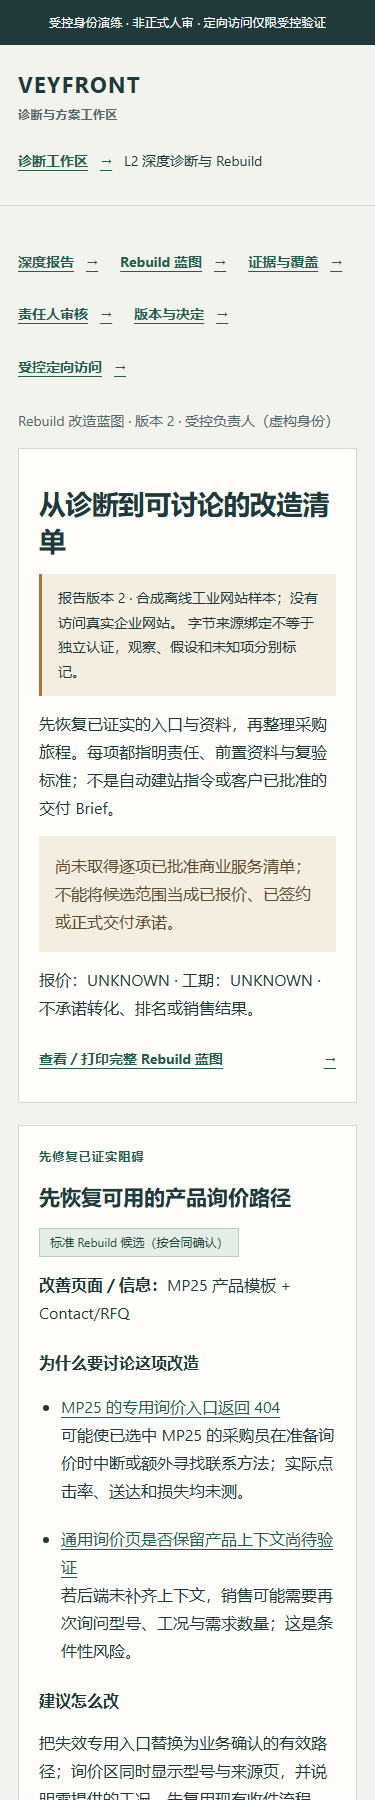 受控身份演练 · 非正式人审 · 定向访问仅限受控验证
VEYFRONT
诊断与方案工作区
诊断工作区 → L2 深度诊断与 Rebuild
深度报告 → Rebuild 蓝图 → 证据与覆盖 →
责任人审核 → 版本与决定 →
受控定向访问 →
Rebuild 改造蓝图 · 版本 2 · 受控负责人（虚构身份）
从诊断到可讨论的改造清
单
报告版本 2 · 合成离线工业网站样本；没有
访问真实企业网站。 字节来源绑定不等于
独立认证，观察、假设和未知项分别标
记。
先恢复已证实的入口与资料，再整理采购
旅程。每项都指明责任、前置资料与复验
标准；不是自动建站指令或客户已批准的
交付 Brief。
尚未取得逐项已批准商业服务清单；
不能将候选范围当成已报价、已签约
或正式交付承诺。
报价：UNKNOWN · 工期：UNKNOWN ·
不承诺转化、排名或销售结果。
查看 / 打印完整 Rebuild 蓝图 →
先修复已证实阻碍
先恢复可用的产品询价路径
标准 Rebuild 候选（按合同确认）
改善页面 / 信息：MP25 产品模板 +
Contact/RFQ
为什么要讨论这项改造
MP25 的专用询价入口返回 404
可能使已选中 MP25 的采购员在准备询
价时中断或额外寻找联系方法；实际点
击率、送达和损失均未测。
通用询价页是否保留产品上下文尚待验
证
若后端未补齐上下文，销售可能需要再
次询问型号、工况与需求数量；这是条
件性风险。
建议怎么改
把失效专用入口替换为业务确认的有效路
径；询价区同时显示型号与来源页，并说
明需提供的工况。先复用现有收件流程，